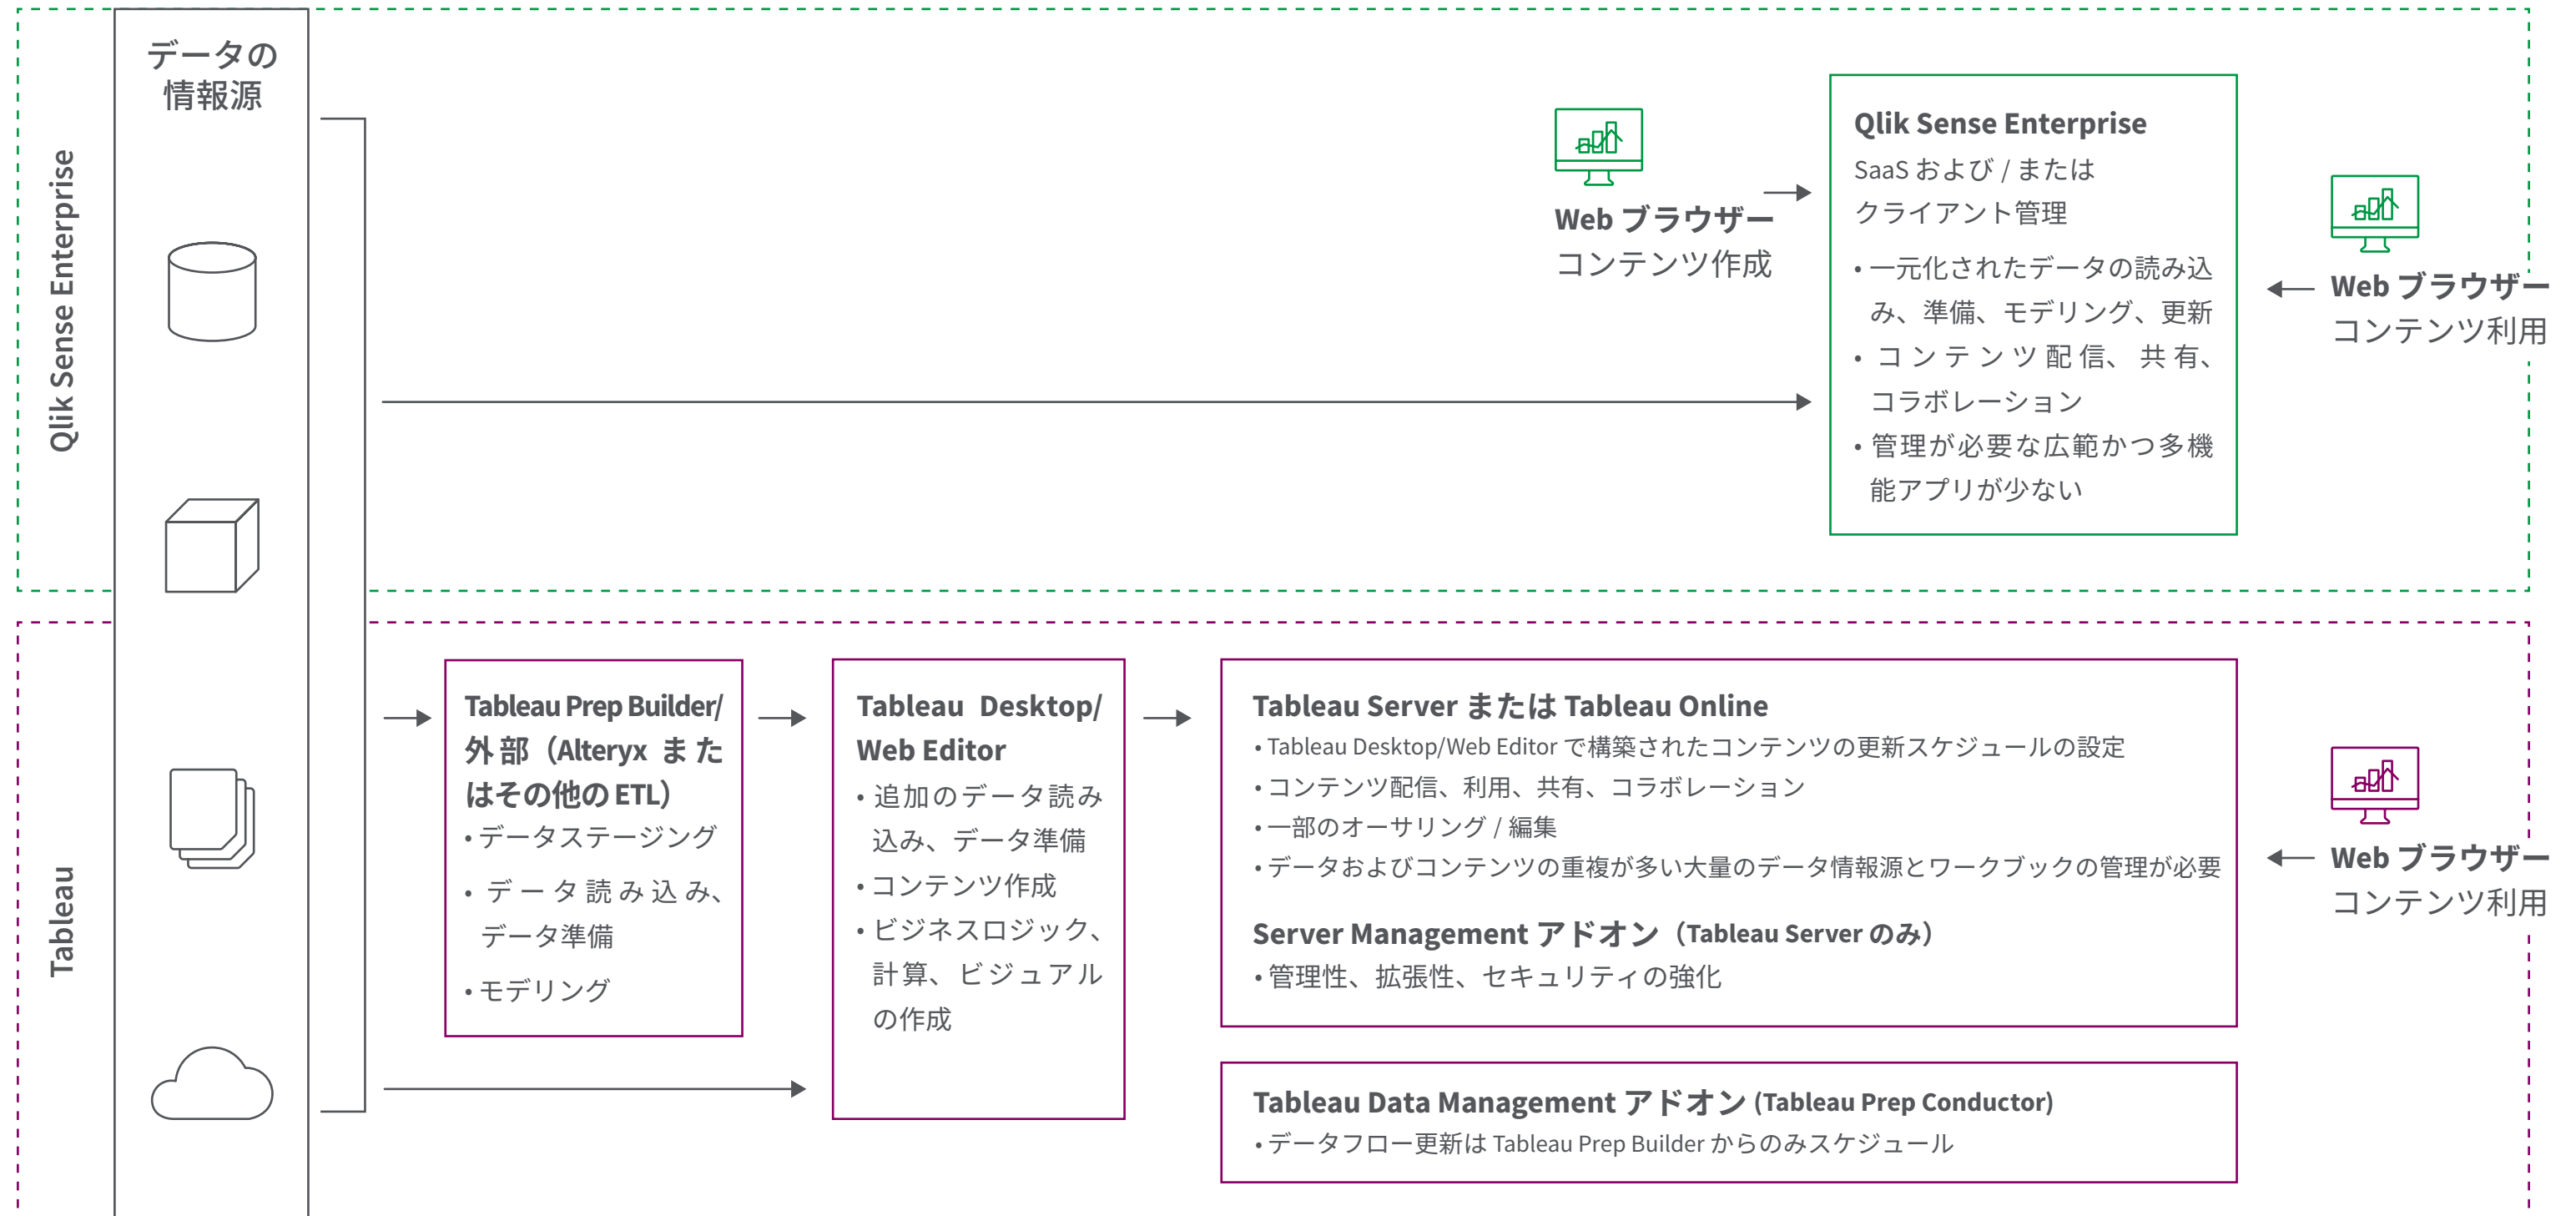 データの
情報源
Qlik Sense Enterprise
Web ブラウザー
コンテンツ作成
Qlik Sense Enterprise
SaaS および / または
クライアント管理
• 一元化されたデータの読み込
み、準備、モデリング、更新
• コンテンツ配信、共有、
コラボレーション
• 管理が必要な広範かつ多機
能アプリが少ない
Web ブラウザー
コンテンツ利用
Tableau
Tableau Prep Builder/
外部（Alteryx また
はその他の ETL）
• データステージング
• データ読み込み、
データ準備
• モデリング
Tableau Desktop/
Web Editor
• 追加のデータ読み
込み、データ準備
• コンテンツ作成
• ビジネスロジック、
計算、ビジュアル
の作成
Tableau Server または Tableau Online
• Tableau Desktop/Web Editor で構築されたコンテンツの更新スケジュールの設定
• コンテンツ配信、利用、共有、コラボレーション
• 一部のオーサリング / 編集
• データおよびコンテンツの重複が多い大量のデータ情報源とワークブックの管理が必要
Server Management アドオン（Tableau Server のみ）
• 管理性、拡張性、セキュリティの強化
Tableau Data Management アドオン (Tableau Prep Conductor)
• データフロー更新は Tableau Prep Builder からのみスケジュール
Web ブラウザー
コンテンツ利用